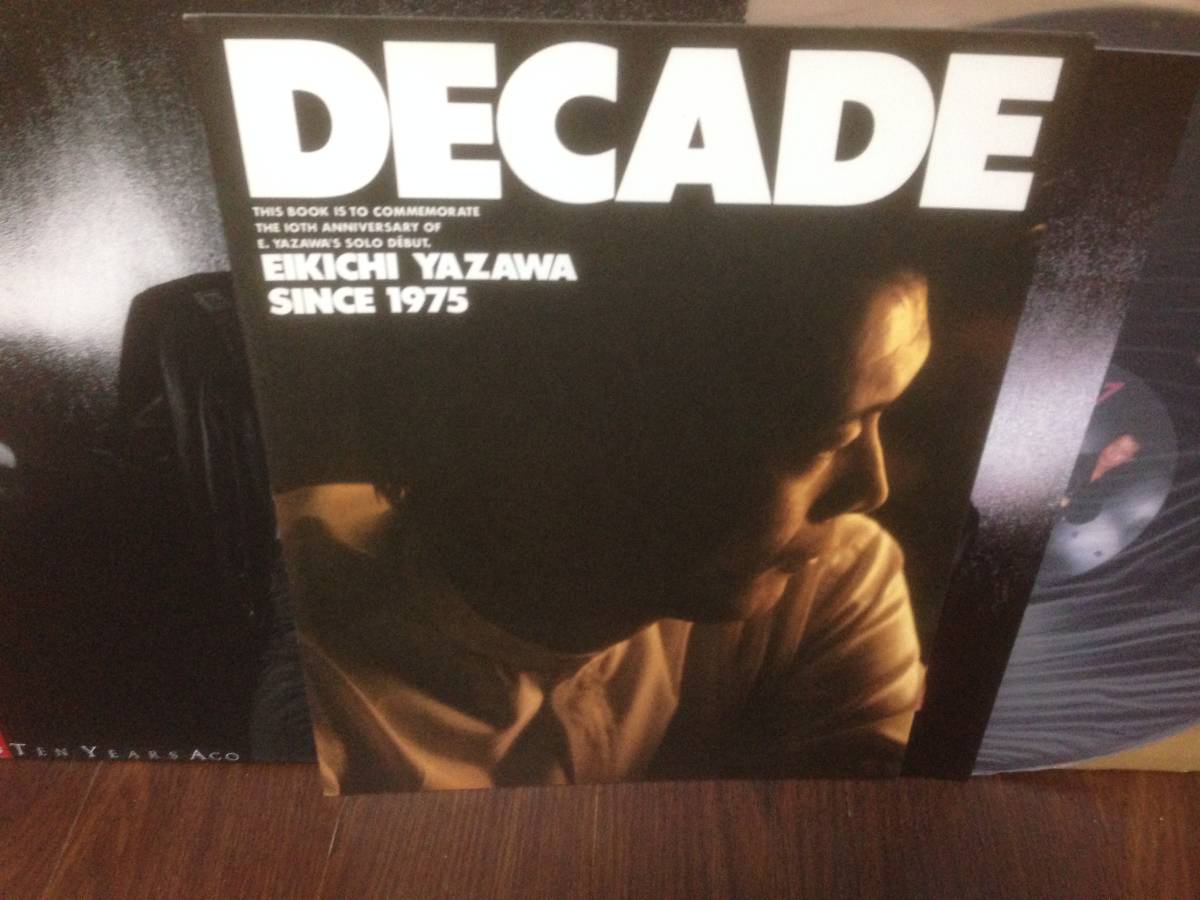 DECADE
THIS BOOK IS TO COMMEMORATE
THE 10TH ANNIVERSARY OF
E. YAZAWA'S SOLO DÉBUT.
EIKICHI YAZAWA
SINCE 1975
TEN YEARS AGO